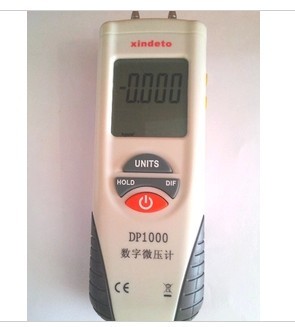 xindeto
-0.000
UNITS
HOLD DIF
DP1000
数字微压计
CE